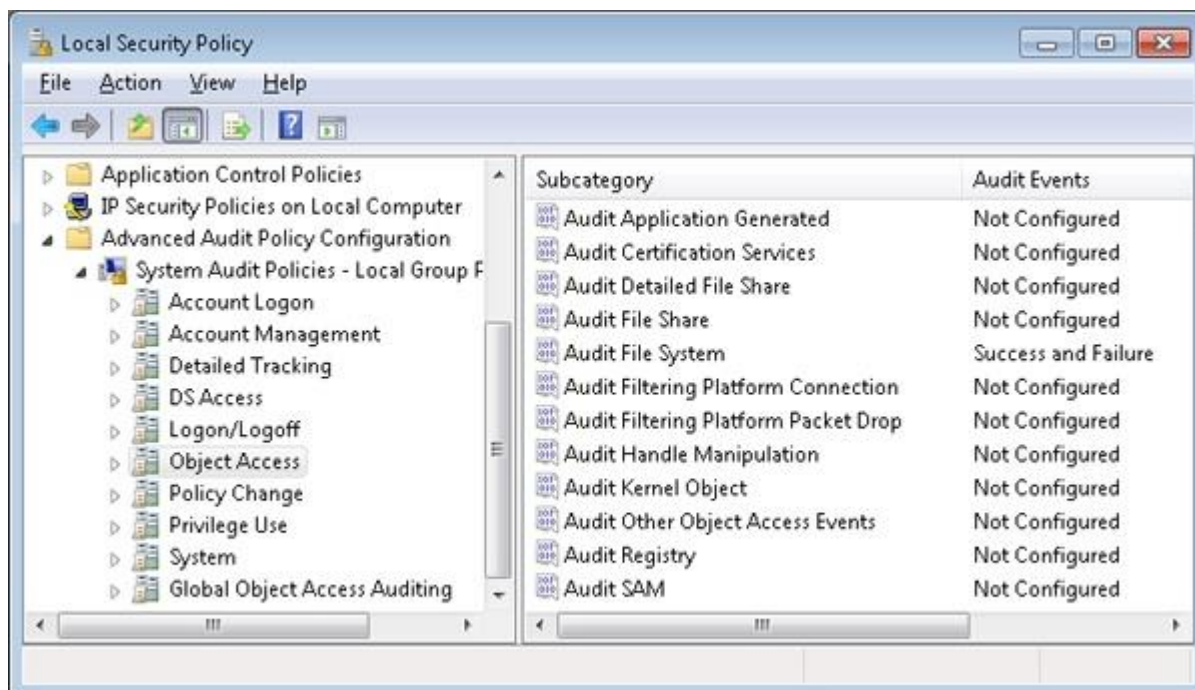 Local Security Policy
File Action View Help
Application Control Policies
IP Security Policies on Local Computer
Advanced Audit Policy Configuration
System Audit Policies - Local Group P
Account Logon
Account Management
Detailed Tracking
DS Access
Logon/Logoff
Object Access
Policy Change
Privilege Use
System
Global Object Access Auditing
Subcategory Audit Events
Audit Application Generated Not Configured
Audit Certification Services Not Configured
Audit Detailed File Share Not Configured
Audit File Share Not Configured
Audit File System Success and Failure
Audit Filtering Platform Connection Not Configured
Audit Filtering Platform Packet Drop Not Configured
Audit Handle Manipulation Not Configured
Audit Kernel Object Not Configured
Audit Other Object Access Events Not Configured
Audit Registry Not Configured
Audit SAM Not Configured